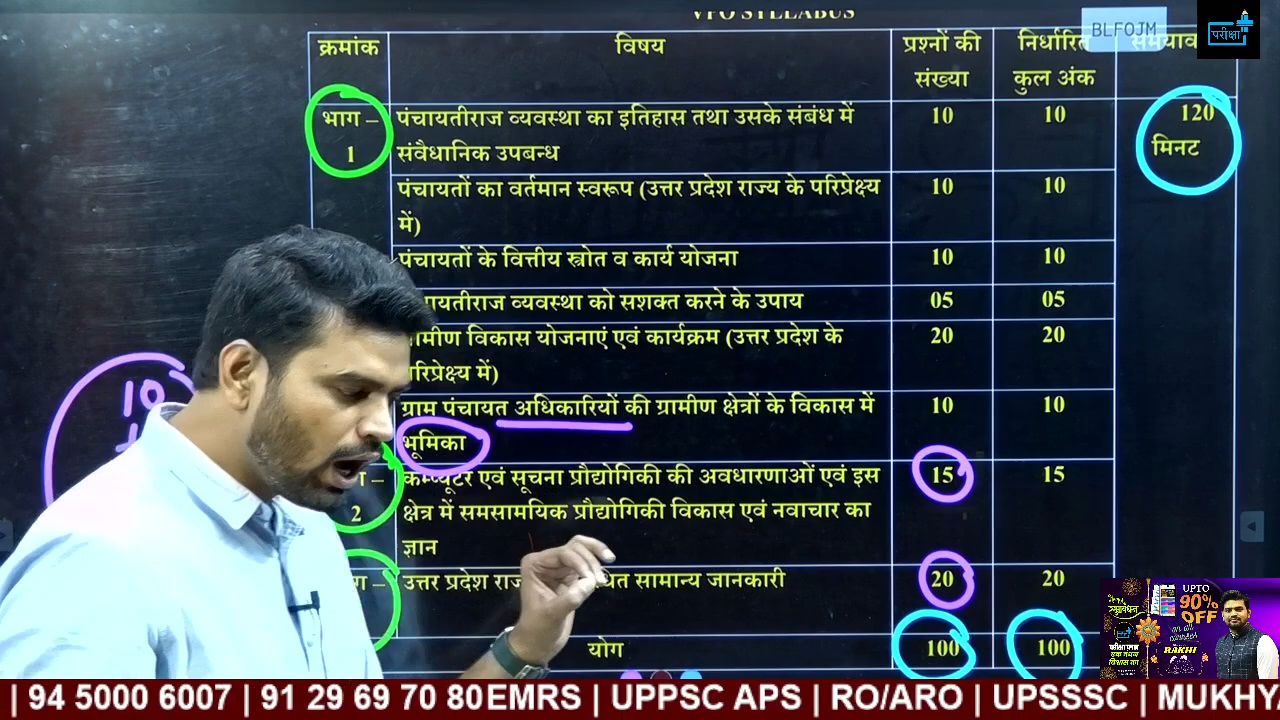 VPO SYLLABUS
BLFOJM
परीक्षा
क्रमांक विषय प्रश्नों की निर्धारित
संख्या कुल अंक
भाग – पंचायतीराज व्यवस्था का इतिहास तथा उसके संबंध में 10 10 120
1 संवैधानिक उपबन्ध मिनट
पंचायतों का वर्तमान स्वरूप (उत्तर प्रदेश राज्य के परिप्रेक्ष्य 10 10
में)
पंचायतों के वित्तीय स्त्रोत व कार्य योजना 10 10
व्यवस्था को सशक्त करने के उपाय 05 05
विकास योजनाएं एवं कार्यक्रम (उत्तर प्रदेश के 20 20
में)
10
ग्राम पंचायत अधिकारियों की ग्रामीण क्षेत्रों के विकास में 10 10
भूमिका
कम्प्यूटर एवं सूचना प्रौद्योगिकी की अवधारणाओं एवं इस 15 15
2 क्षेत्र में समसामयिक प्रौद्योगिकी विकास एवं नवाचार का
ज्ञान
उत्तर प्रदेश सामान्य जानकारी 20 20
योग 100 100
UPTO
90%
OFF
RAKHI
| 94 5000 6007 | 91 29 69 70 80 EMRS | UPPSC APS | RO/ARO | UPSSSC | MUKHY